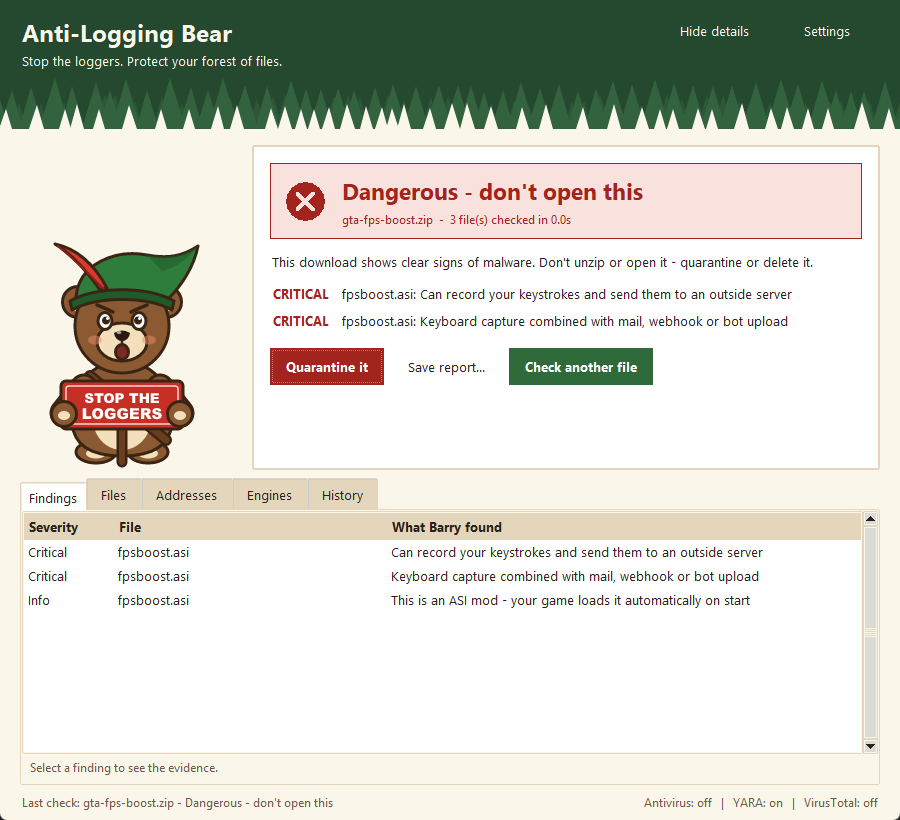 Anti-Logging Bear
Hide details
Settings
Stop the loggers. Protect your forest of files.
Dangerous - don't open this
gta-fps-boost.zip - 3 file(s) checked in 0.0s
This download shows clear signs of malware. Don't unzip or open it - quarantine or delete it.
CRITICAL fpsboost.asi: Can record your keystrokes and send them to an outside server
CRITICAL fpsboost.asi: Keyboard capture combined with mail, webhook or bot upload
Quarantine it
Save report...
Check another file
STOP THE
LOGGERS
Findings Files Addresses Engines History
Severity File What Barry found
Critical fpsboost.asi Can record your keystrokes and send them to an outside server
Critical fpsboost.asi Keyboard capture combined with mail, webhook or bot upload
Info fpsboost.asi This is an ASI mod - your game loads it automatically on start
Select a finding to see the evidence.
Last check: gta-fps-boost.zip - Dangerous - don't open this
Antivirus: off | YARA: on | VirusTotal: off